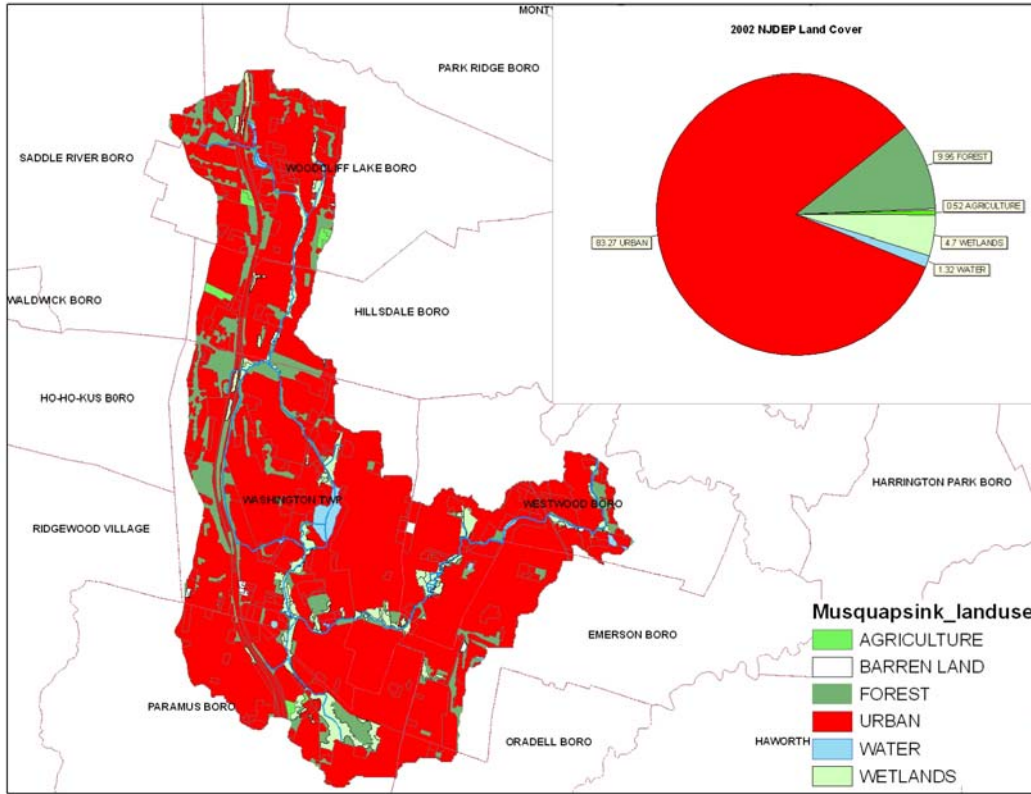 MONT
2002 NJDEP Land Cover
PARK RIDGE BORO
SADDLE RIVER BORO
WOODCLIFF LAKE BORO
9.95 FOREST
0.52 AGRICULTURE
83.27 URBAN
4.7 WETLANDS
1.32 WATER
WALDWICK BORO
HILLSDALE BORO
HO-HO-KUS BORO
WASHINGTON TWP
WESTWOOD BORO
HARRINGTON PARK BORO
RIDGEWOOD VILLAGE
EMERSON BORO
PARAMUS BORO
ORADELL BORO
HAWORTH
Musquapsink_landuse
AGRICULTURE
BARREN LAND
FOREST
URBAN
WATER
WETLANDS